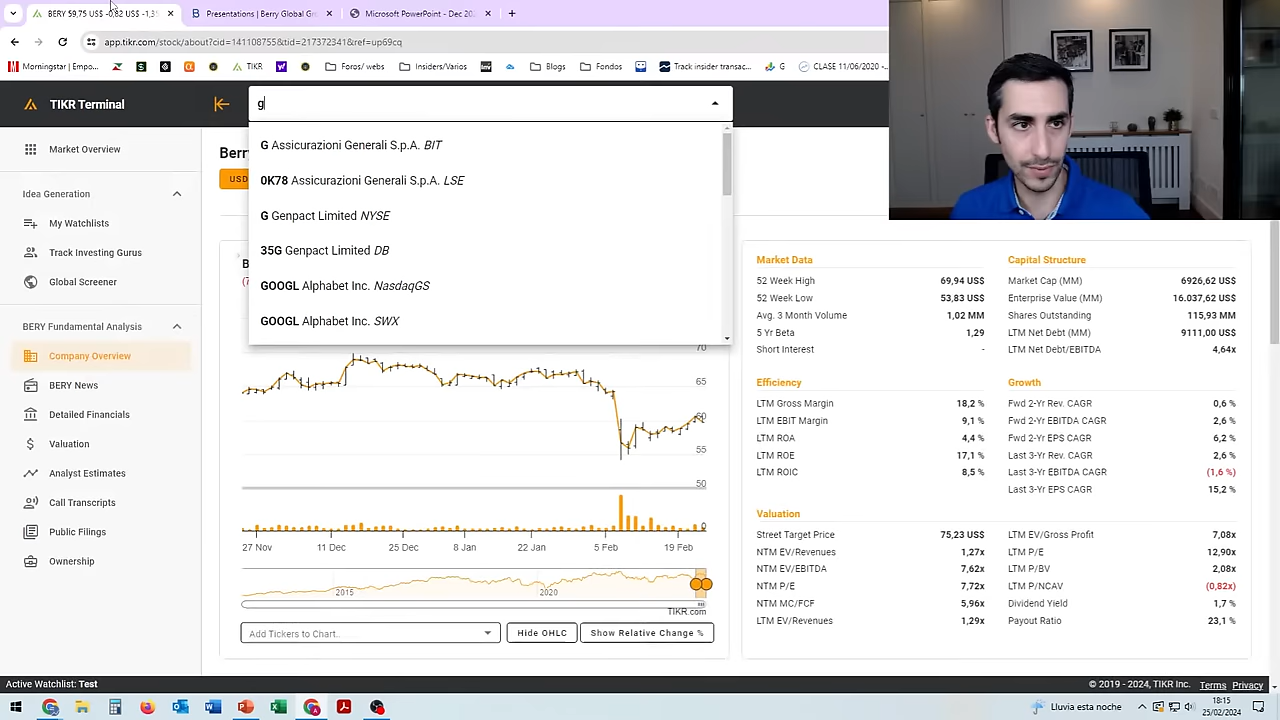 BERY 59,75 US$ -0,82 US$ -1,3
Presentations | Berry Global Gr
Microsoft PowerPoint - Dec 202
app.tikr.com/stock/about?cid=141108755&tid=217372341&ref=up69cq
Morningstar | Empo...
TIKR
Foros/ webs
Insiders/Varios
Blogs
Fondos
Track insider transac...
G
CLASE 11/06/2020 -
TIKR Terminal
g
G Assicurazioni Generali S.p.A. BIT
0K78 Assicurazioni Generali S.p.A. LSE
G Genpact Limited NYSE
35G Genpact Limited DB
GOOGL Alphabet Inc. NasdaqGS
GOOGL Alphabet Inc. SWX
Market Overview
Idea Generation
My Watchlists
Track Investing Gurus
Global Screener
BERY Fundamental Analysis
Company Overview
BERY News
Detailed Financials
Valuation
Analyst Estimates
Call Transcripts
Public Filings
Ownership
Berr
USD
B
(7
70
65
60
55
50
0
27 Nov
11 Dec
25 Dec
8 Jan
22 Jan
5 Feb
19 Feb
2015
2020
TIKR.com
Add Tickers to Chart..
Hide OHLC
Show Relative Change %
Market Data
52 Week High 69,94 US$
52 Week Low 53,83 US$
Avg. 3 Month Volume 1,02 MM
5 Yr Beta 1,29
Short Interest -
Capital Structure
Market Cap (MM) 6926,62 US$
Enterprise Value (MM) 16.037,62 US$
Shares Outstanding 115,93 MM
LTM Net Debt (MM) 9111,00 US$
LTM Net Debt/EBITDA 4,64x
Efficiency
LTM Gross Margin 18,2 %
LTM EBIT Margin 9,1 %
LTM ROA 4,4 %
LTM ROE 17,1 %
LTM ROIC 8,5 %
Growth
Fwd 2-Yr Rev. CAGR 0,6 %
Fwd 2-Yr EBITDA CAGR 2,6 %
Fwd 2-Yr EPS CAGR 6,2 %
Last 3-Yr Rev. CAGR 2,6 %
Last 3-Yr EBITDA CAGR (1,6 %)
Last 3-Yr EPS CAGR 15,2 %
Valuation
Street Target Price 75,23 US$
NTM EV/Revenues 1,27x
NTM EV/EBITDA 7,62x
NTM P/E 7,72x
NTM MC/FCF 5,96x
LTM EV/Revenues 1,29x
LTM EV/Gross Profit 7,08x
LTM P/E 12,90x
LTM P/BV 2,08x
LTM P/NCAV (0,82x)
Dividend Yield 1,7 %
Payout Ratio 23,1 %
Active Watchlist: Test
© 2019 - 2024, TIKR Inc. Terms Privacy
Lluvia esta noche
18:15
25/02/2024